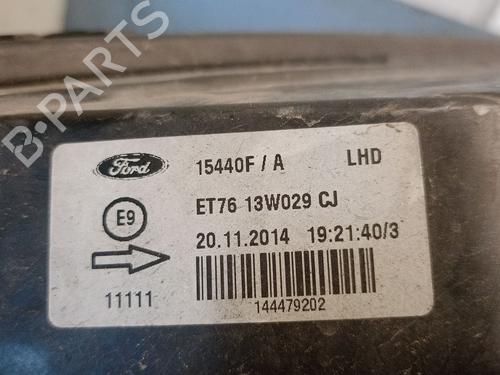 B-PARTS
Ford
15440F / A
LHD
E9
ET76 13W029 CJ
20.11.2014 19:21:40/3
11111
144479202